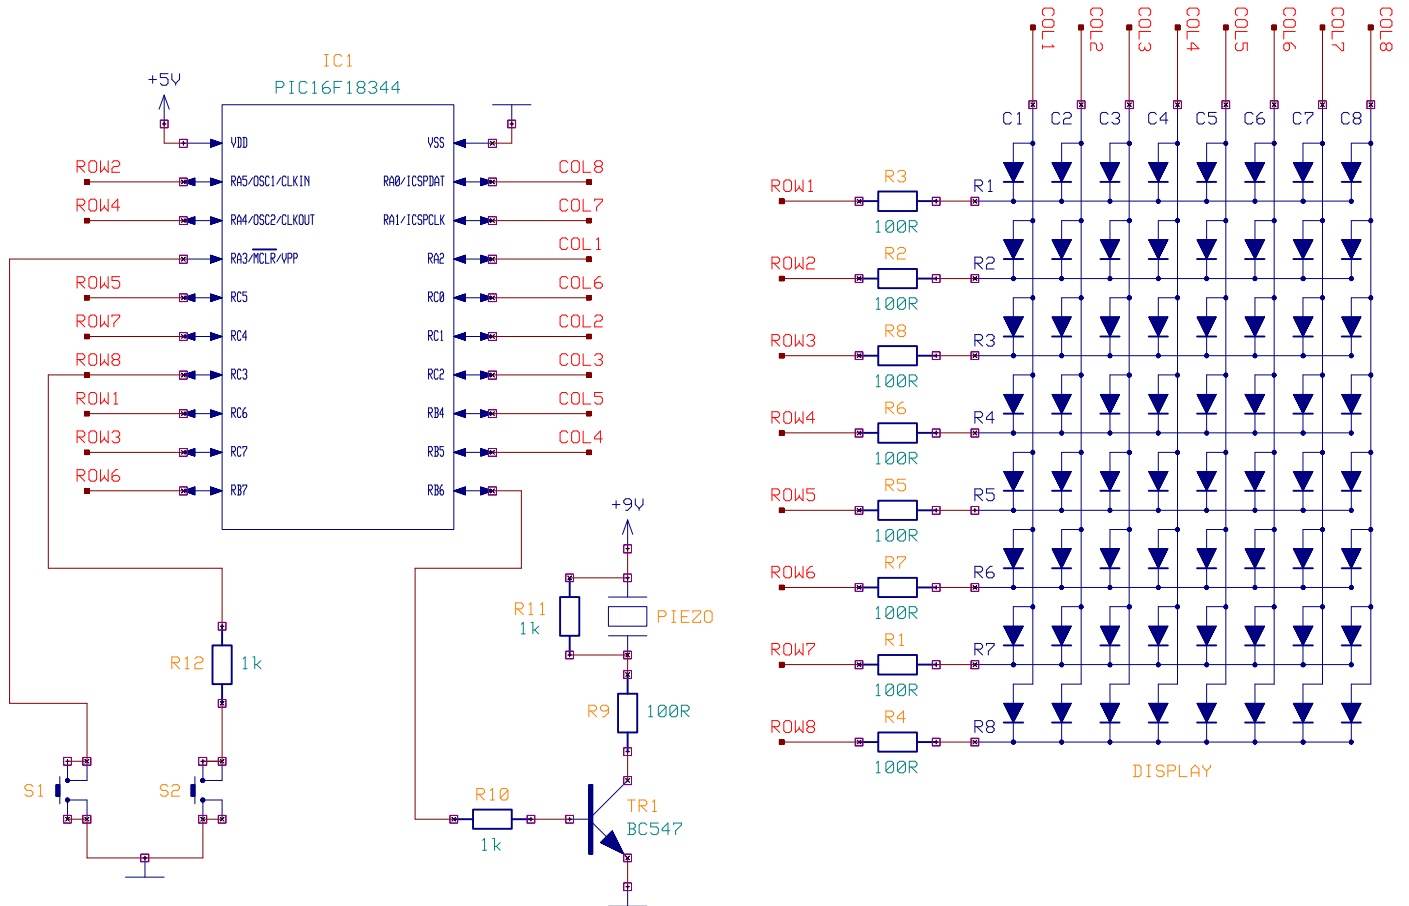 IC1
PIC16F18344
+5V
VDD
VSS
ROW2
RA5/OSC1/CLKIN
RA0/ICSPDAT
COL8
ROW4
RA4/OSC2/CLKOUT
RA1/ICSPCLK
COL7
RA3/MCLR/VPP
RA2
COL1
ROW5
RC5
RC0
COL6
ROW7
RC4
RC1
COL2
ROW8
RC3
RC2
COL3
ROW1
RC6
RB4
COL5
ROW3
RC7
RB5
COL4
ROW6
RB7
RB6
+9V
R11
1k
PIEZO
R12
1k
R9
100R
S1
S2
R10
1k
TR1
BC547
COL1
COL2
COL3
COL4
COL5
COL6
COL7
COL8
C1
C2
C3
C4
C5
C6
C7
C8
ROW1
R3
100R
R1
ROW2
R2
100R
R2
ROW3
R8
100R
R3
ROW4
R6
100R
R4
ROW5
R5
100R
R5
ROW6
R7
100R
R6
ROW7
R1
100R
R7
ROW8
R4
100R
R8
DISPLAY